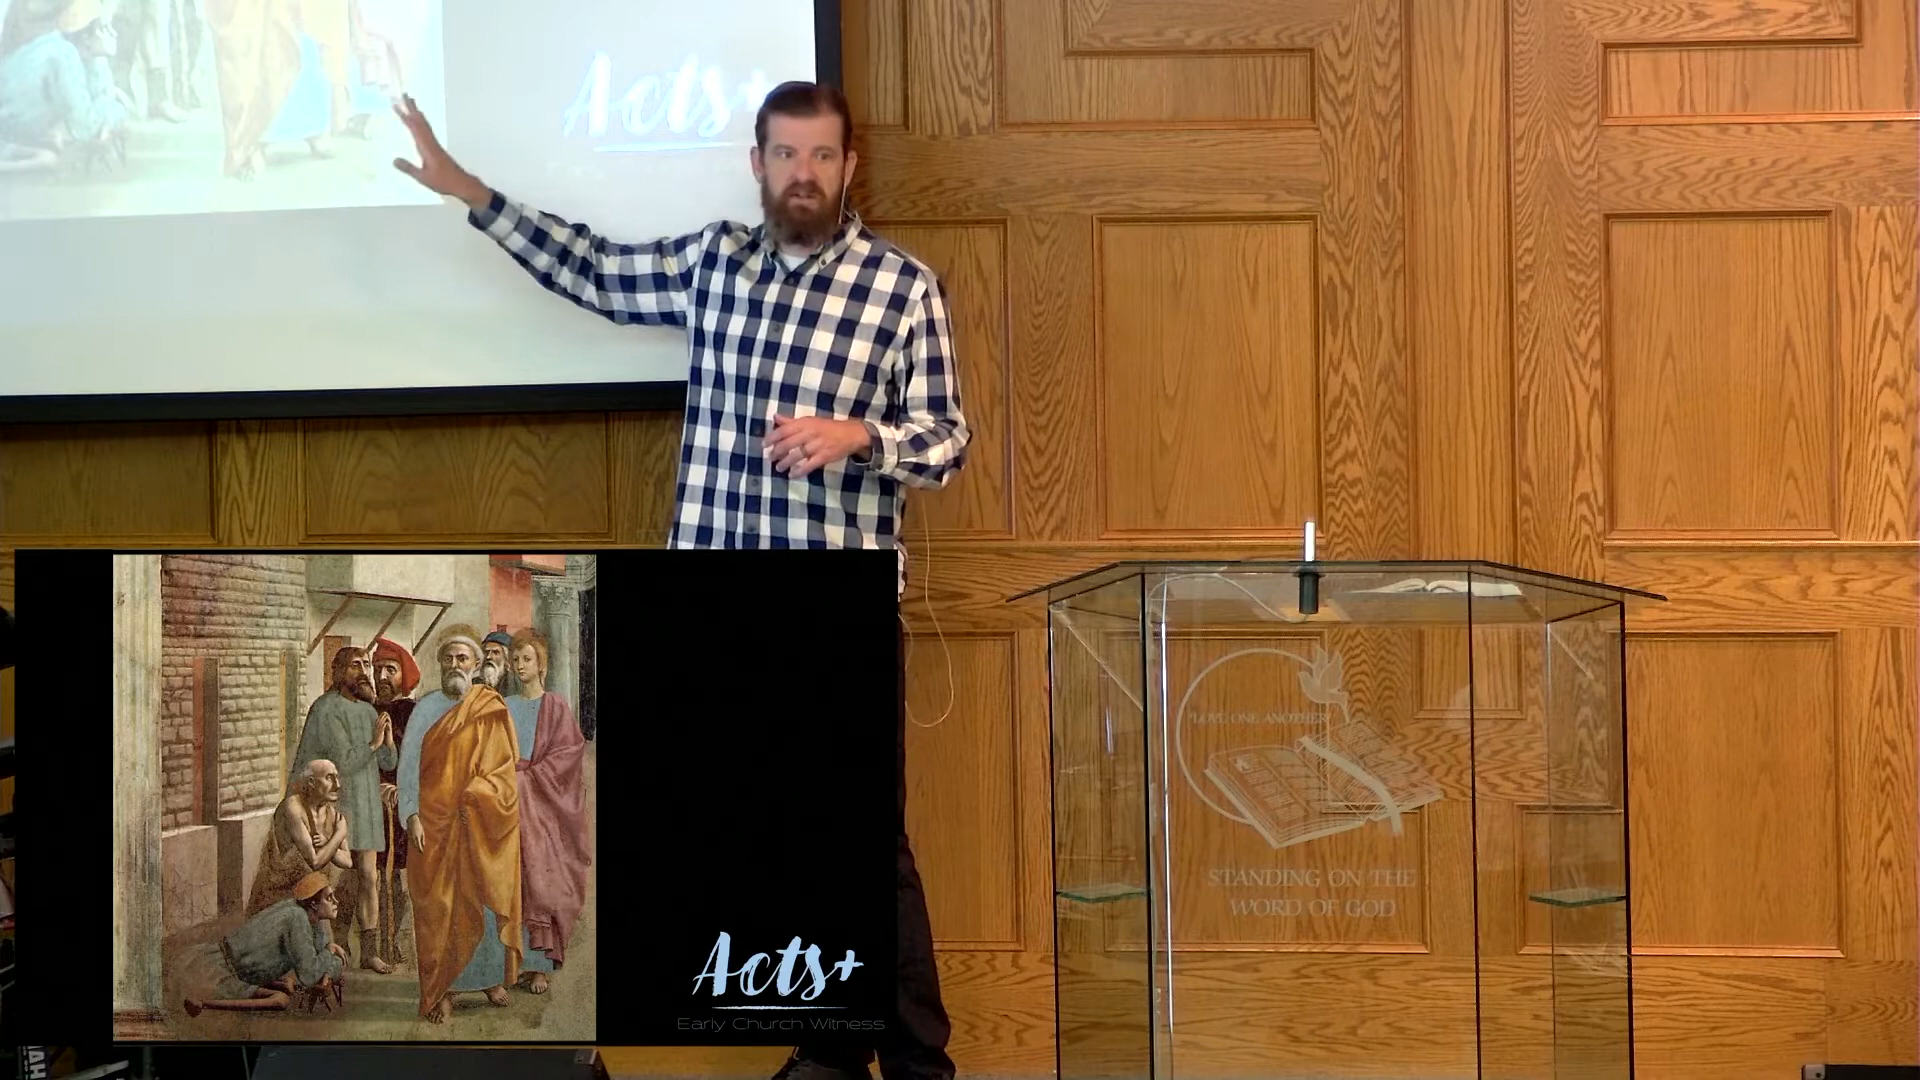 Acts+
"LOVE ONE ANOTHER"
STANDING ON THE
WORD OF GOD
Acts+
Early Church Witness